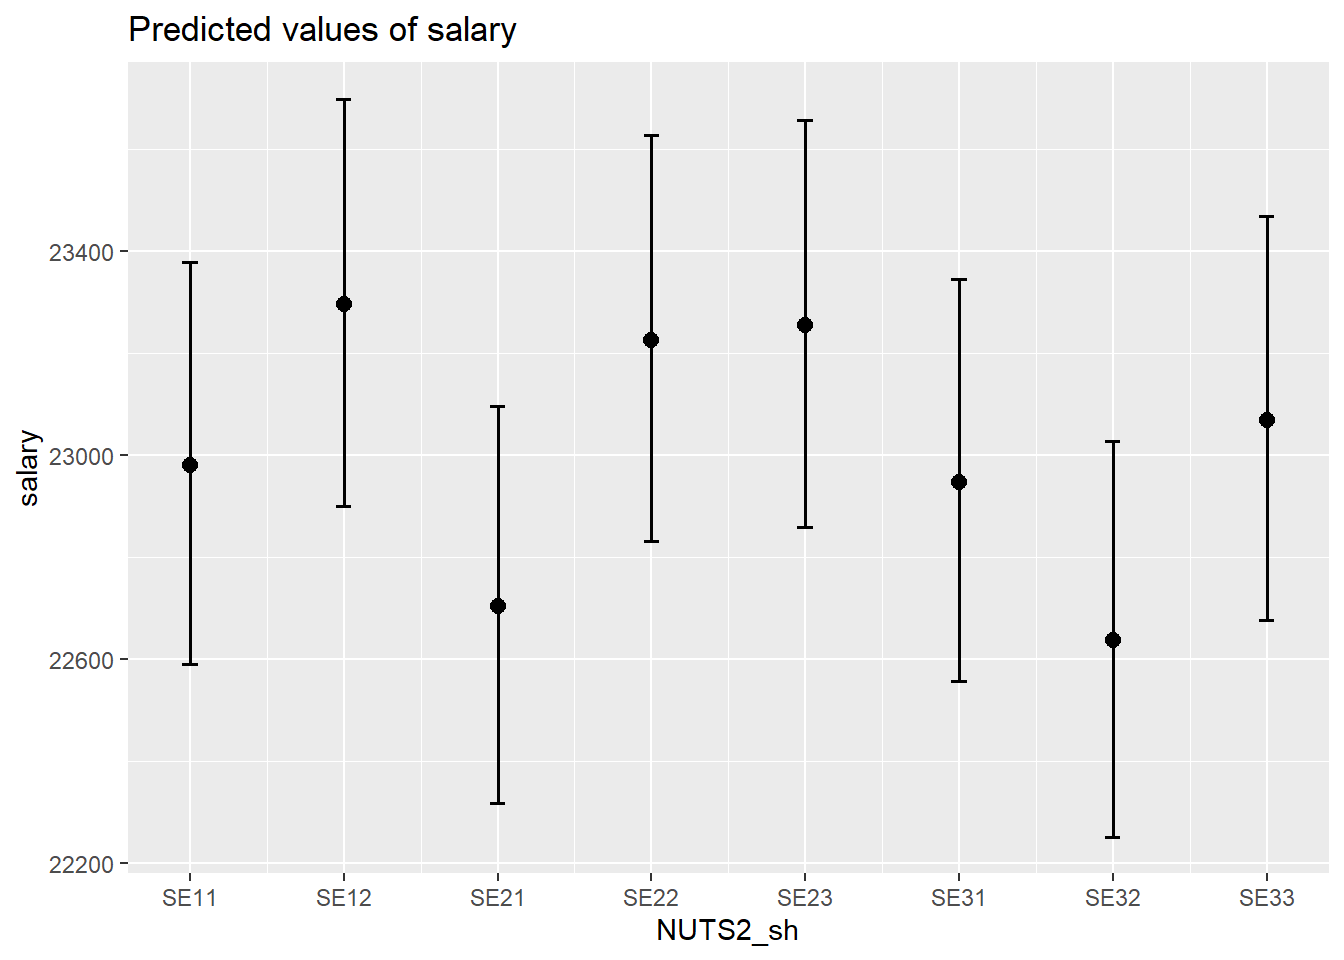 Predicted values of salary
salary
23400
23000
22600
22200
SE11 SE12 SE21 SE22 SE23 SE31 SE32 SE33
NUTS2_sh